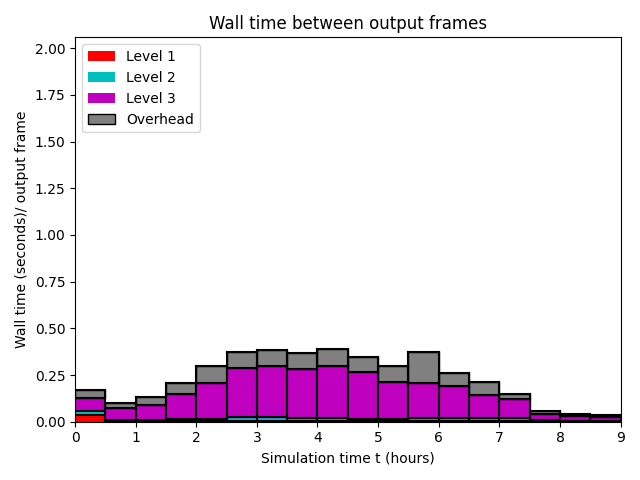 Wall time between output frames
Level 1
Level 2
Level 3
Overhead
Wall time (seconds)/ output frame
2.00
1.75
1.50
1.25
1.00
0.75
0.50
0.25
0.00
0 1 2 3 4 5 6 7 8 9
Simulation time t (hours)